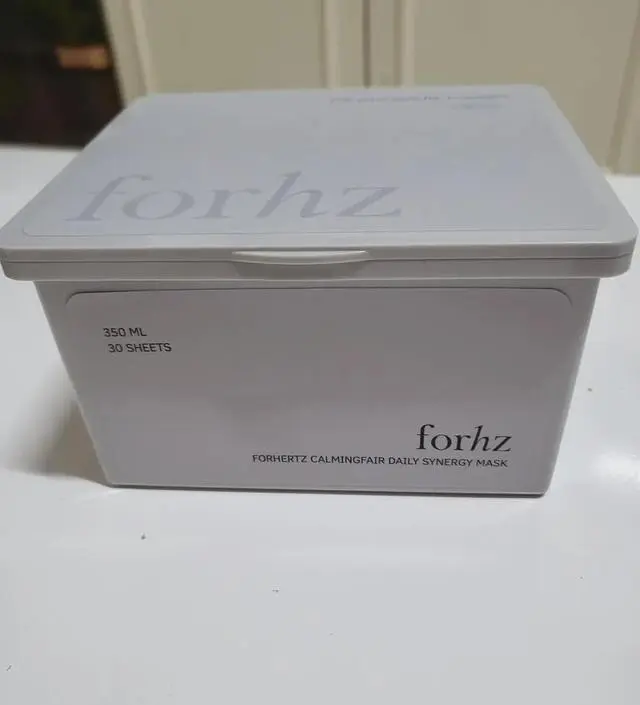 forhz
350 ML
30 SHEETS
forhz
FORHERTZ CALMINGFAIR DAILY SYNERGY MASK